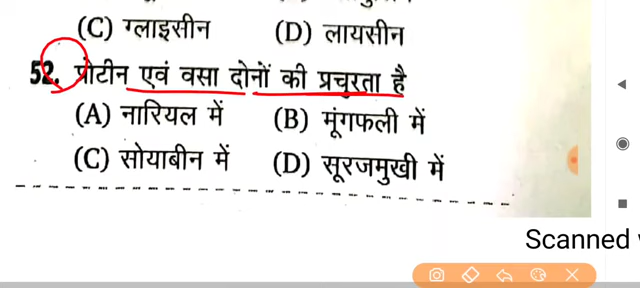 (C) ग्लाइसीन (D) लायसीन
52. प्रोटीन एवं वसा दोनों की प्रचुरता है
(A) नारियल में (B) मूंगफली में
(C) सोयाबीन में (D) सूरजमुखी में
Scanned